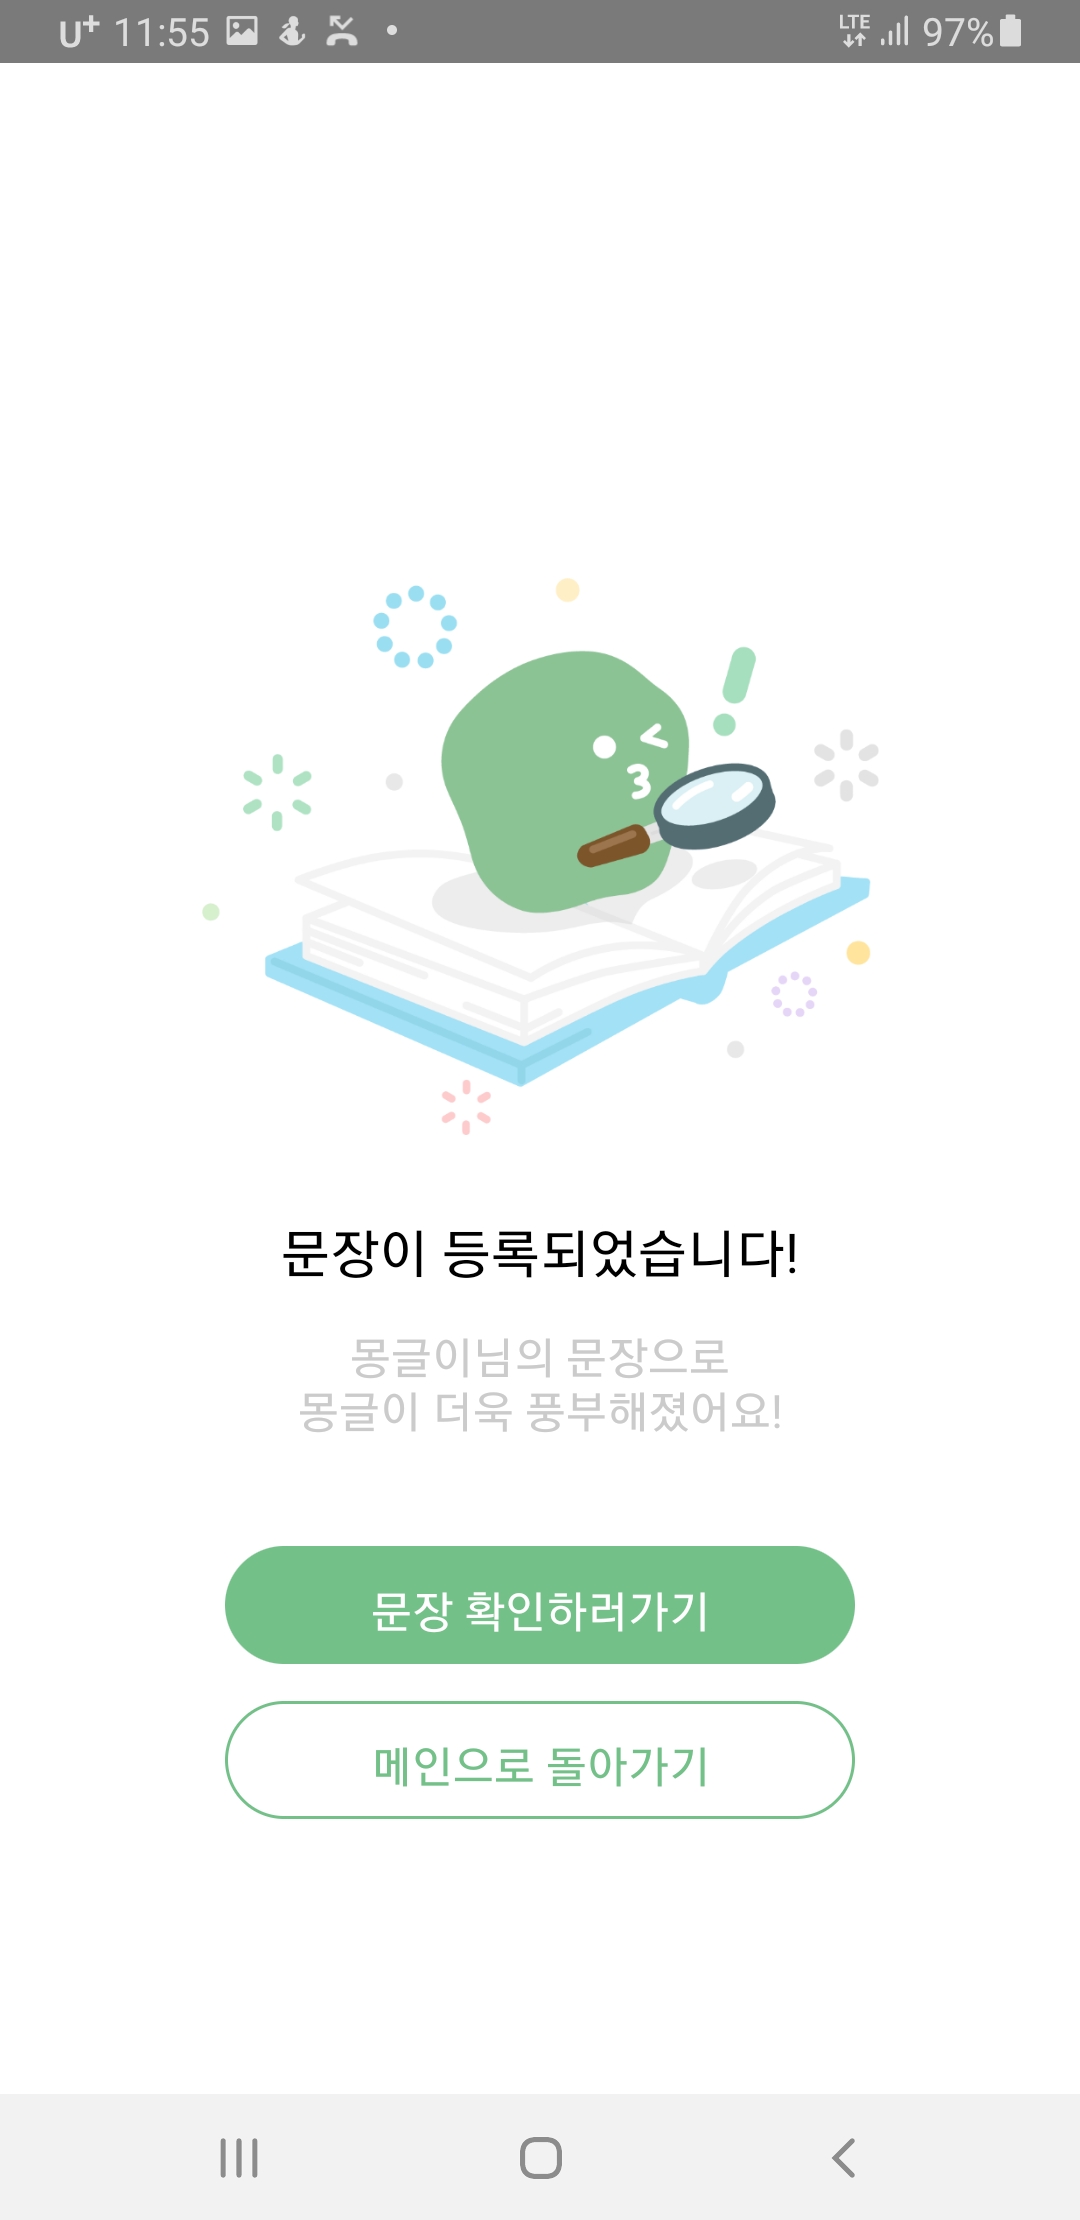 U+ 11:55 LTE 97%
문장이 등록되었습니다!
몽글이님의 문장으로
몽글이 더욱 풍부해졌어요!
문장 확인하러가기
메인으로 돌아가기